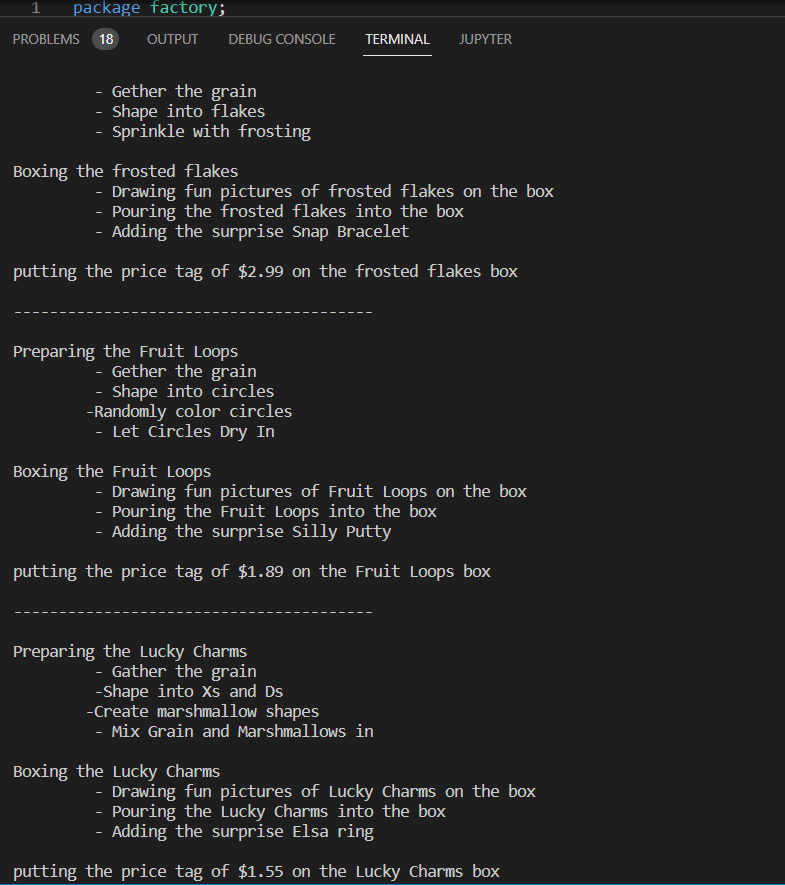 1 package factory;
PROBLEMS 18 OUTPUT DEBUG CONSOLE TERMINAL JUPYTER
- Gether the grain
- Shape into flakes
- Sprinkle with frosting
Boxing the frosted flakes
- Drawing fun pictures of frosted flakes on the box
- Pouring the frosted flakes into the box
- Adding the surprise Snap Bracelet
putting the price tag of $2.99 on the frosted flakes box
----------------------------------------
Preparing the Fruit Loops
- Gether the grain
- Shape into circles
-Randomly color circles
- Let Circles Dry In
Boxing the Fruit Loops
- Drawing fun pictures of Fruit Loops on the box
- Pouring the Fruit Loops into the box
- Adding the surprise Silly Putty
putting the price tag of $1.89 on the Fruit Loops box
----------------------------------------
Preparing the Lucky Charms
- Gather the grain
-Shape into Xs and Ds
-Create marshmallow shapes
- Mix Grain and Marshmallows in
Boxing the Lucky Charms
- Drawing fun pictures of Lucky Charms on the box
- Pouring the Lucky Charms into the box
- Adding the surprise Elsa ring
putting the price tag of $1.55 on the Lucky Charms box